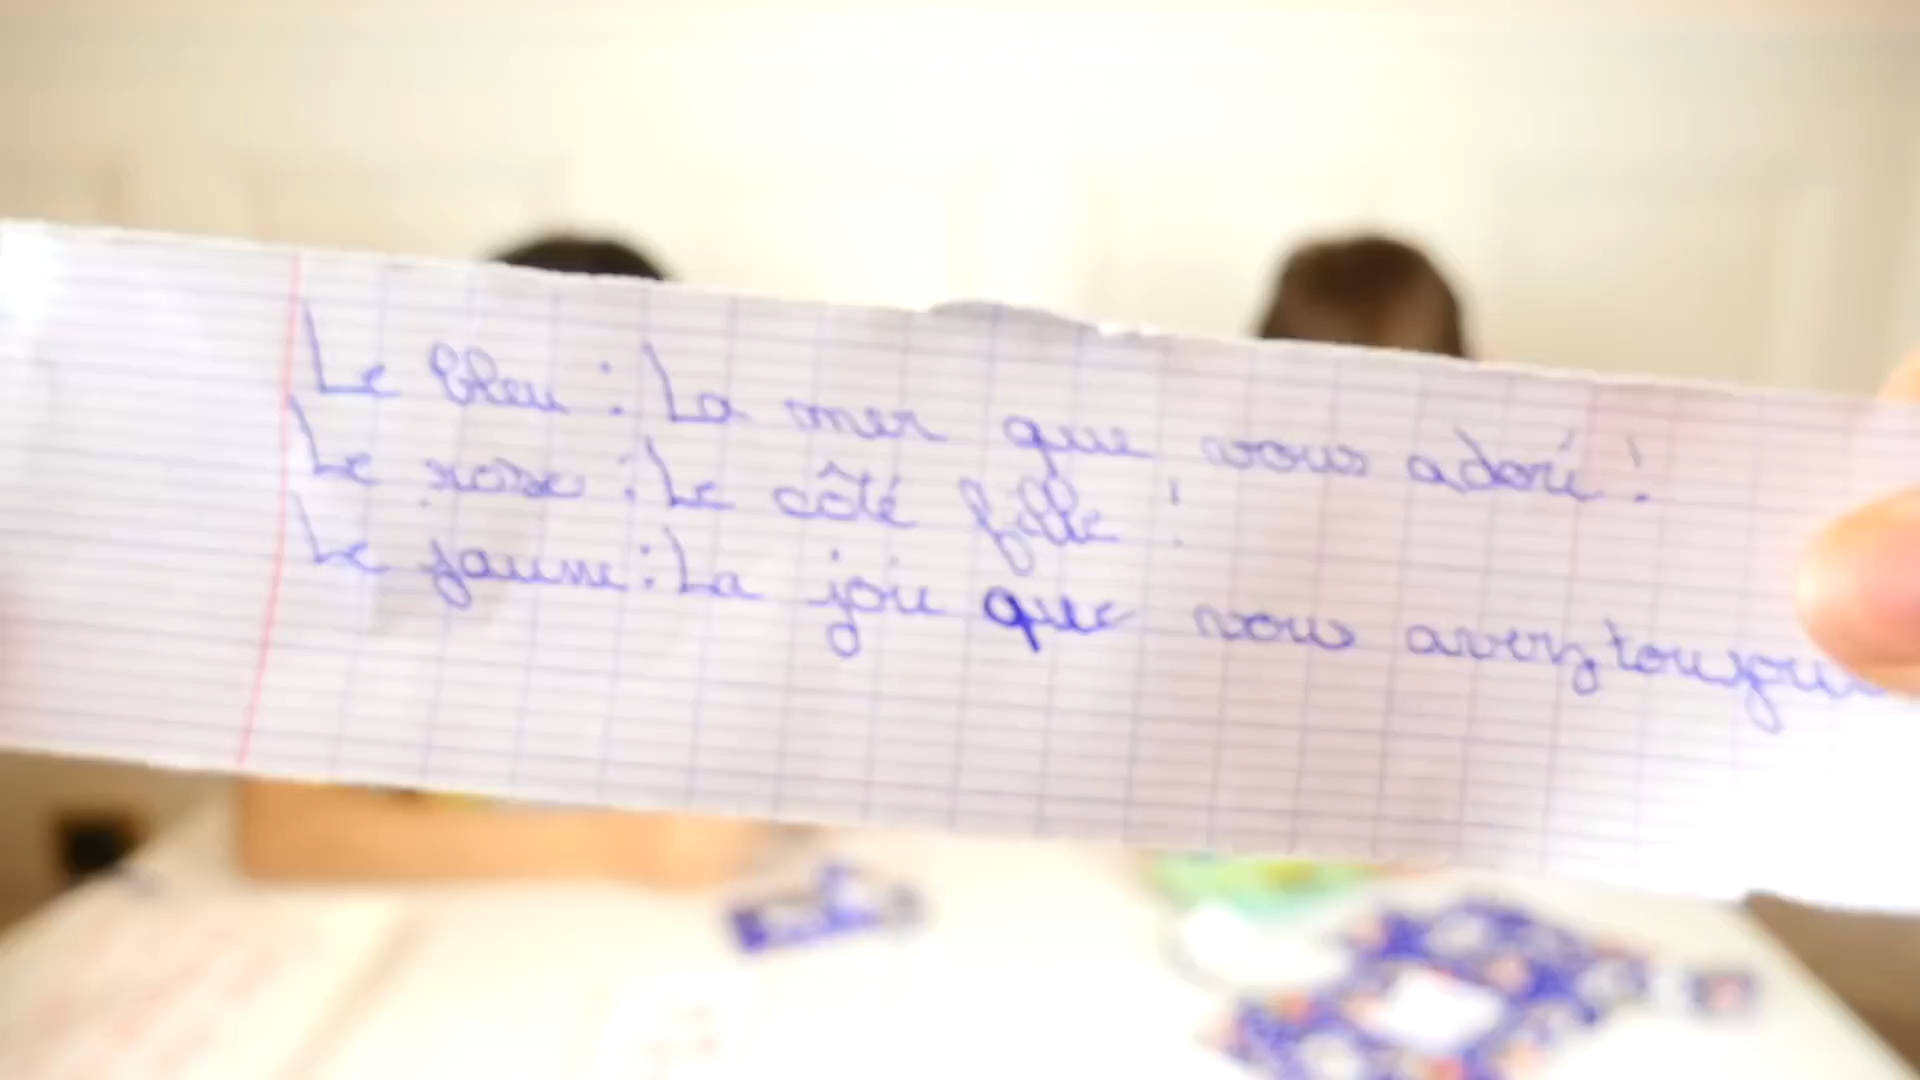 Le bleu : La mer que vous adoré !
Le rose : Le côté fille !
Le jaune : La joie que vous avez toujours